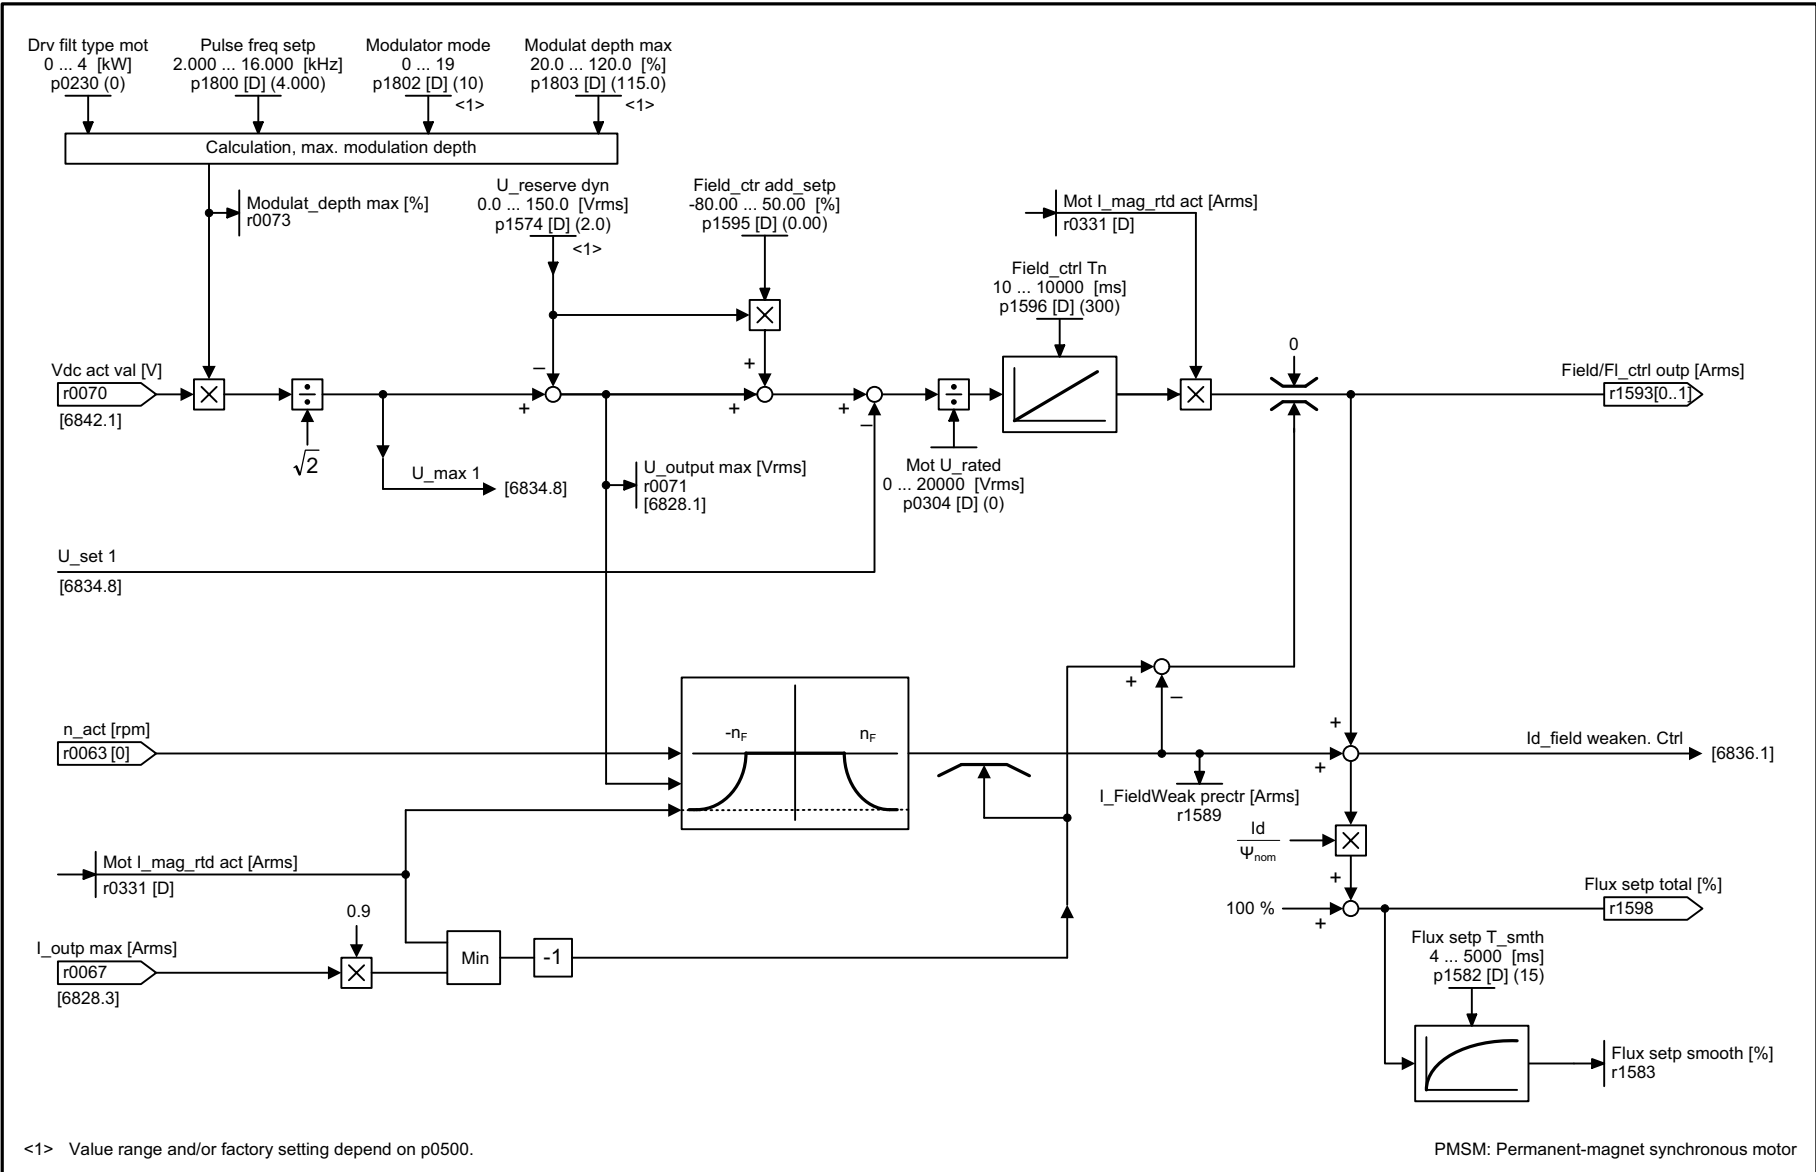 Drv filt type mot
0 ... 4 [kW]
p0230 (0)
Pulse freq setp
2.000 ... 16.000 [kHz]
p1800 [D] (4.000)
Modulator mode
0 ... 19
p1802 [D] (10)
<1>
Modulat depth max
20.0 ... 120.0 [%]
p1803 [D] (115.0)
<1>
Calculation, max. modulation depth
Modulat_depth max [%]
r0073
U_reserve dyn
0.0 ... 150.0 [Vrms]
p1574 [D] (2.0)
<1>
Field_ctr add_setp
-80.00 ... 50.00 [%]
p1595 [D] (0.00)
Mot I_mag_rtd act [Arms]
r0331 [D]
Field_ctrl Tn
10 ... 10000 [ms]
p1596 [D] (300)
×
0
Vdc act val [V]
r0070
[6842.1]
×
÷
√2
– +
+ +
+ –
÷
×
Field/Fl_ctrl outp [Arms]
r1593[0..1]
U_max 1
[6834.8]
U_output max [Vrms]
r0071
[6828.1]
Mot U_rated
0 ... 20000 [Vrms]
p0304 [D] (0)
U_set 1
[6834.8]
+ –
n_act [rpm]
r0063 [0]
-nF nF
+ +
Id_field weaken. Ctrl
[6836.1]
I_FieldWeak prectr [Arms]
r1589
Id
Ψnom
×
Mot I_mag_rtd act [Arms]
r0331 [D]
+
100 %
+
Flux setp total [%]
r1598
0.9
I_outp max [Arms]
r0067
[6828.3]
×
Min
-1
Flux setp T_smth
4 ... 5000 [ms]
p1582 [D] (15)
Flux setp smooth [%]
r1583
<1> Value range and/or factory setting depend on p0500.
PMSM: Permanent-magnet synchronous motor